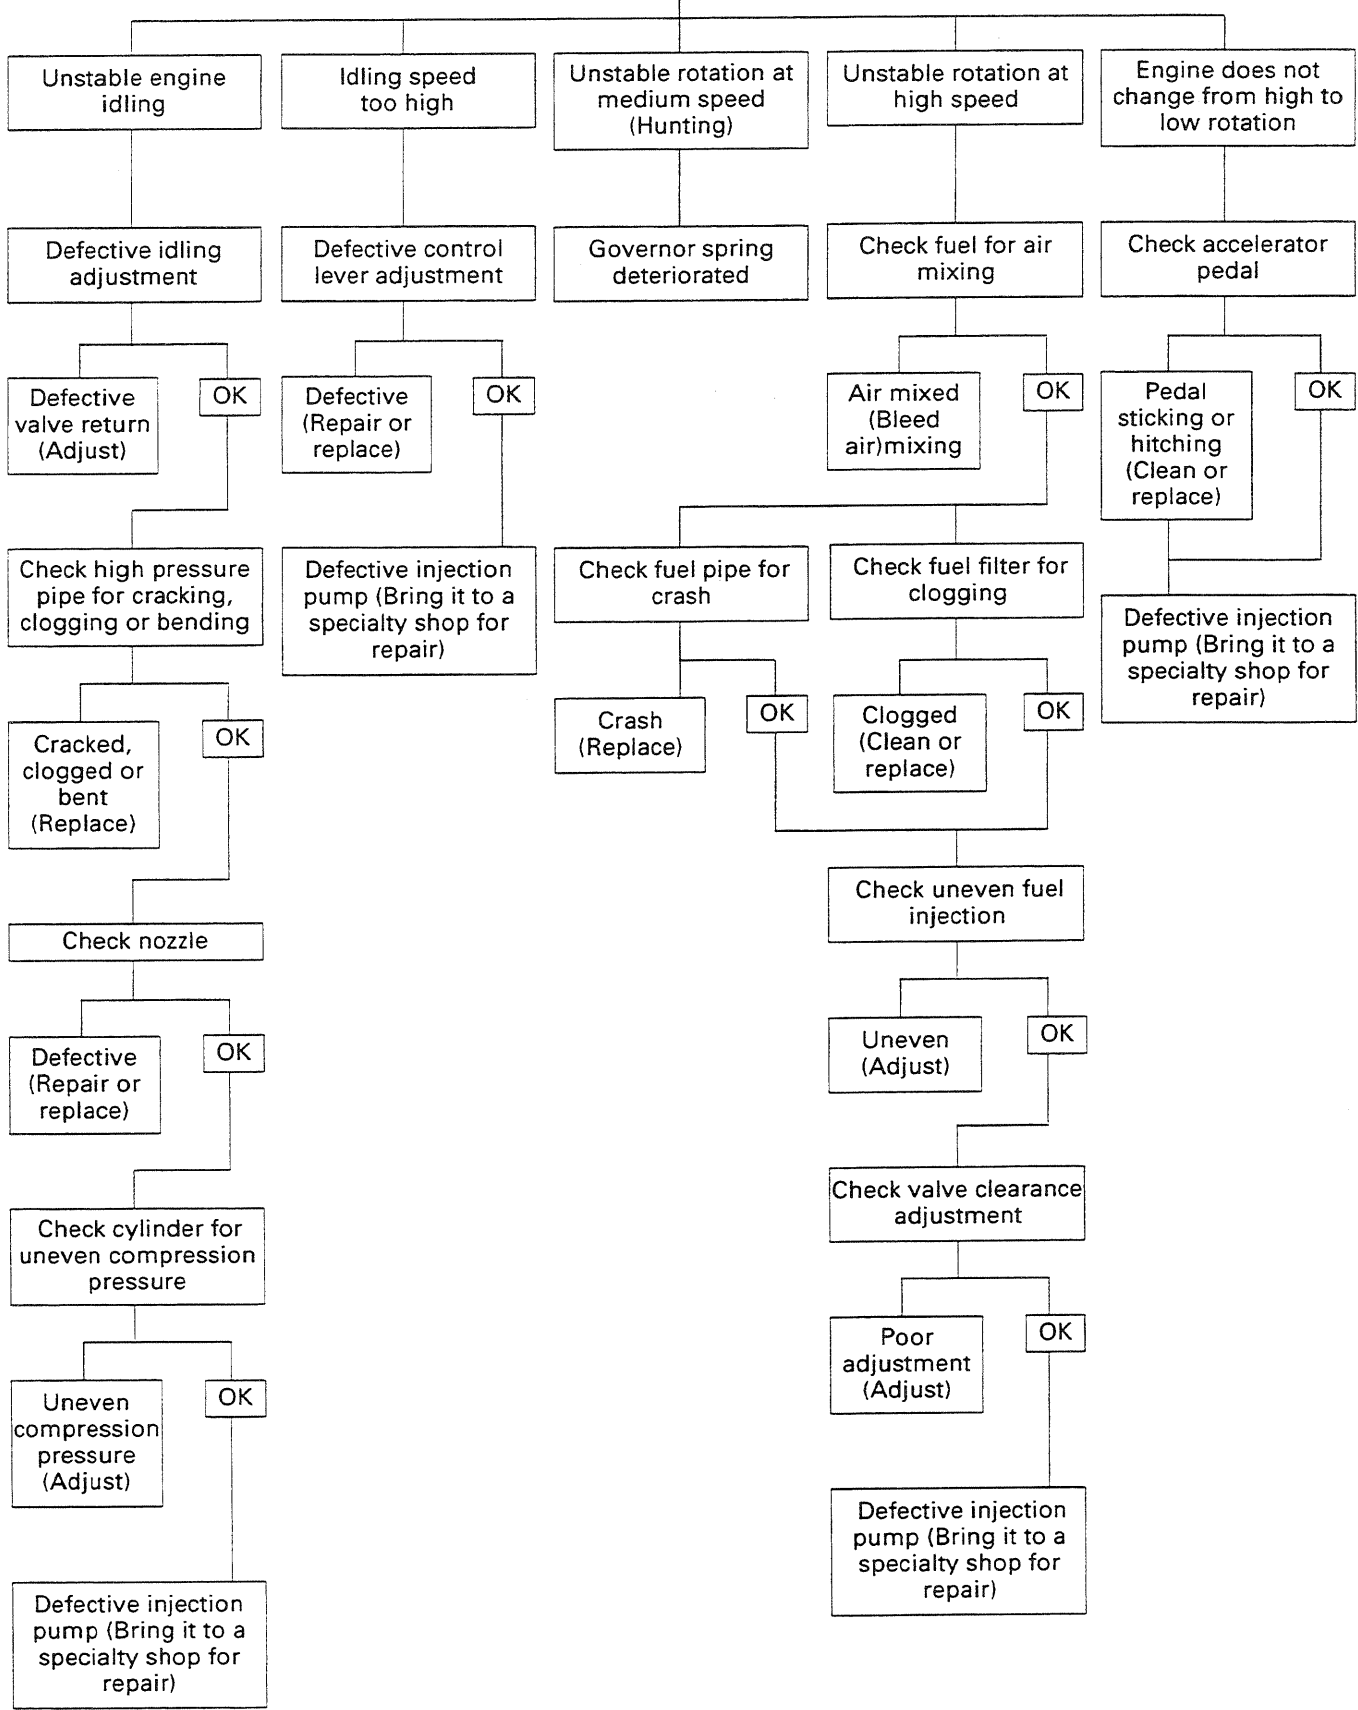 Unstable engine
idling
Idling speed
too high
Unstable rotation at
medium speed
(Hunting)
Unstable rotation at
high speed
Engine does not
change from high to
low rotation
Defective idling
adjustment
Defective control
lever adjustment
Governor spring
deteriorated
Check fuel for air
mixing
Check accelerator
pedal
Defective
valve return
(Adjust)
OK
Defective
(Repair or
replace)
OK
Air mixed
(Bleed
air)mixing
OK
Pedal
sticking or
hitching
(Clean or
replace)
OK
Check high pressure
pipe for cracking,
clogging or bending
Defective injection
pump (Bring it to a
specialty shop for
repair)
Check fuel pipe for
crash
Check fuel filter for
clogging
Defective injection
pump (Bring it to a
specialty shop for
repair)
Cracked,
clogged or
bent
(Replace)
OK
Crash
(Replace)
OK
Clogged
(Clean or
replace)
OK
Check uneven fuel
injection
Check nozzle
Defective
(Repair or
replace)
OK
Uneven
(Adjust)
OK
Check valve clearance
adjustment
Check cylinder for
uneven compression
pressure
Poor
adjustment
(Adjust)
OK
Uneven
compression
pressure
(Adjust)
OK
Defective injection
pump (Bring it to a
specialty shop for
repair)
Defective injection
pump (Bring it to a
specialty shop for
repair)